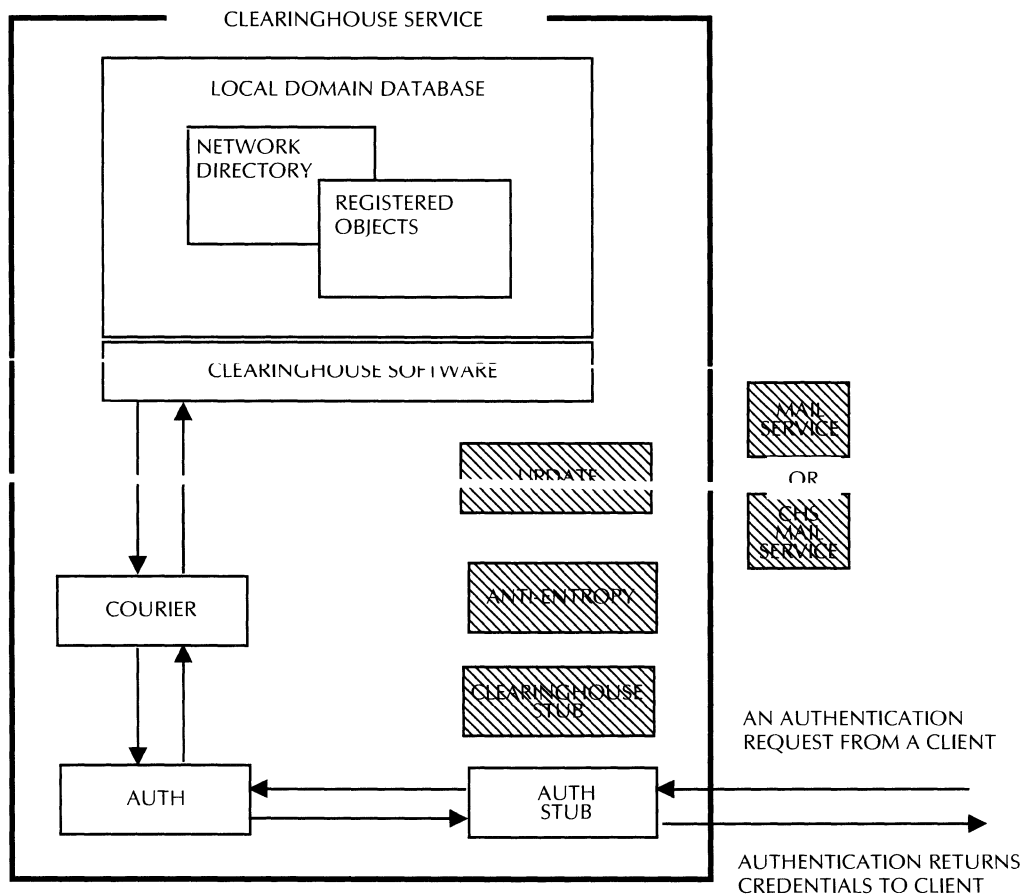 CLEARINGHOUSE SERVICE
LOCAL DOMAIN DATABASE
NETWORK
DIRECTORY
REGISTERED
OBJECTS
CLEARINGHOUSE SOFTWARE
MAIL
SERVICE
UPDATE
OR
CHS
MAIL
SERVICE
ANTI-ENTROPY
COURIER
CLEARINGHOUSE
STUB
AN AUTHENTICATION
REQUEST FROM A CLIENT
AUTH
AUTH
STUB
AUTHENTICATION RETURNS
CREDENTIALS TO CLIENT